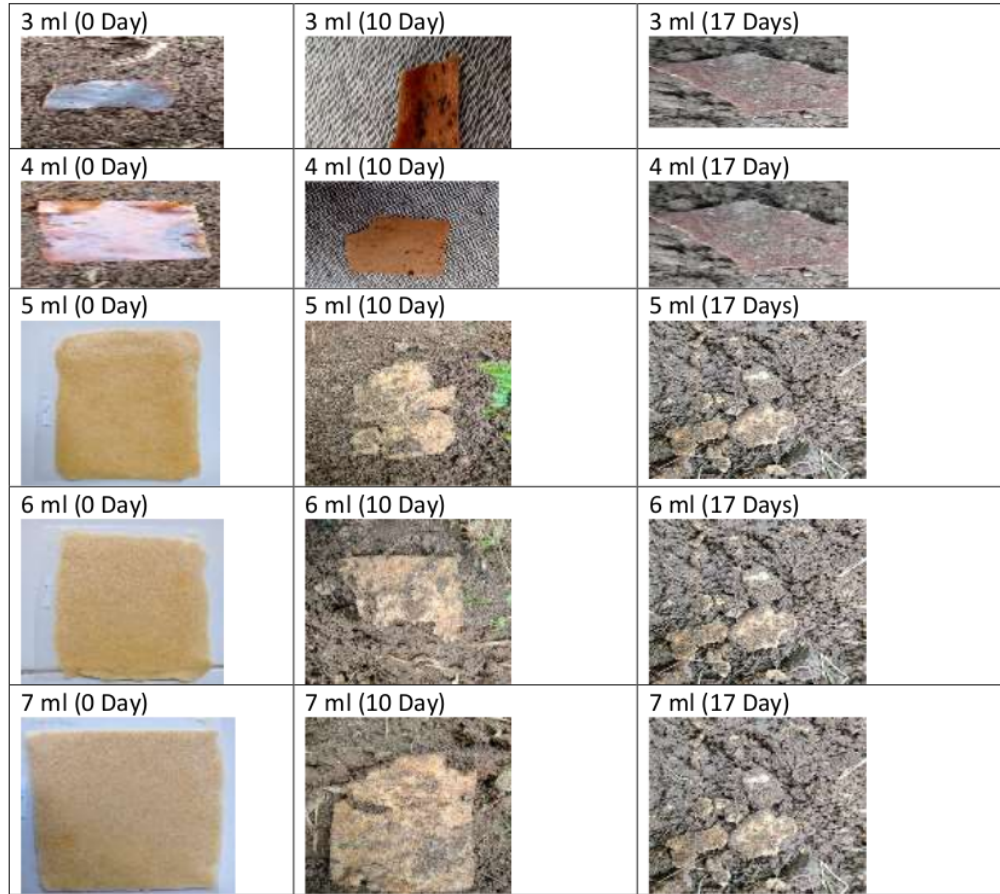 3 ml (0 Day)
3 ml (10 Day)
3 ml (17 Days)
4 ml (0 Day)
4 ml (10 Day)
4 ml (17 Day)
5 ml (0 Day)
5 ml (10 Day)
5 ml (17 Days)
6 ml (0 Day)
6 ml (10 Day)
6 ml (17 Days)
7 ml (0 Day)
7 ml (10 Day)
7 ml (17 Day)